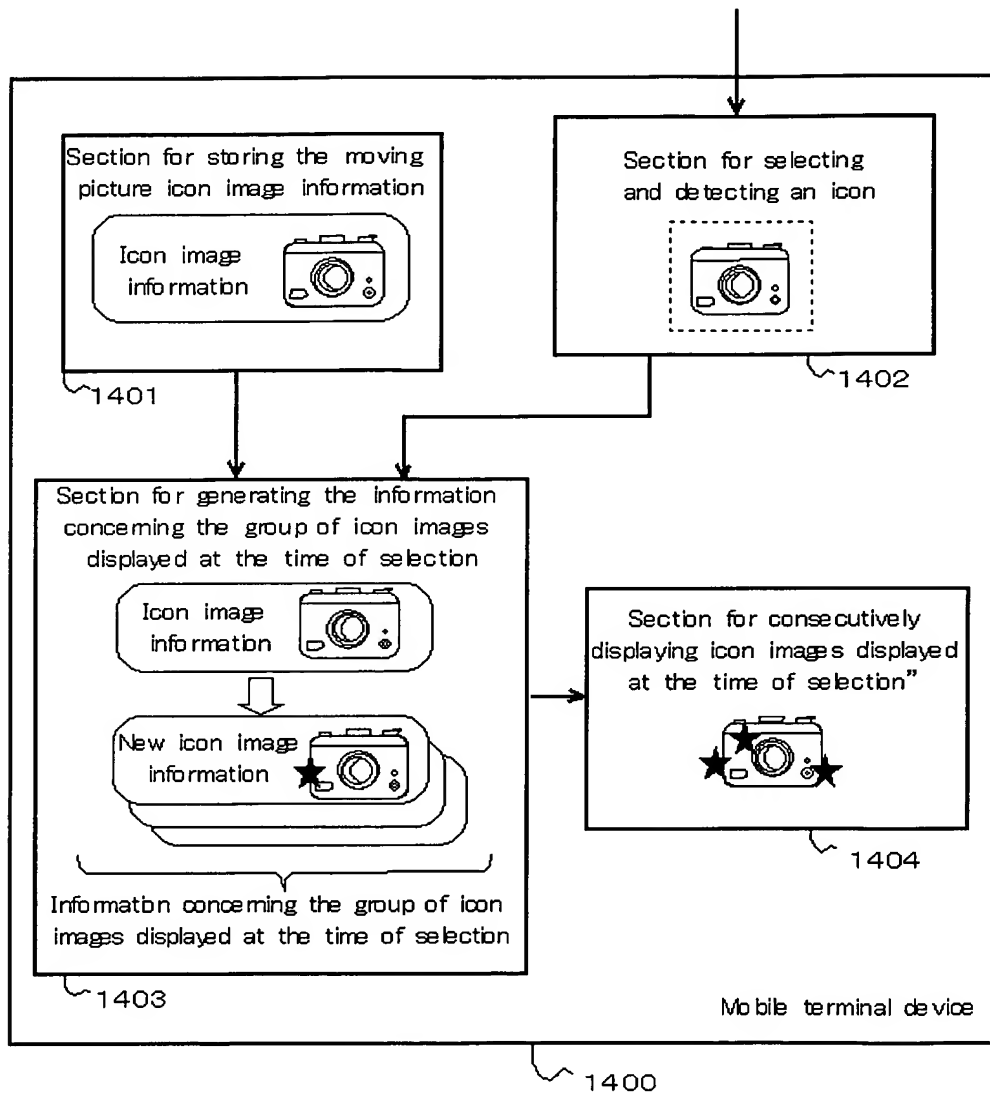 Section for storing the moving
picture icon image information
Icon image
information
1401
Section for selecting
and detecting an icon
1402
Section for generating the information
concerning the group of icon images
displayed at the time of selection
Icon image
information
New icon image
information
Information concerning the group of icon
images displayed at the time of selection
1403
Section for consecutively
displaying icon images displayed
at the time of selection”
1404
Mobile terminal device
1400